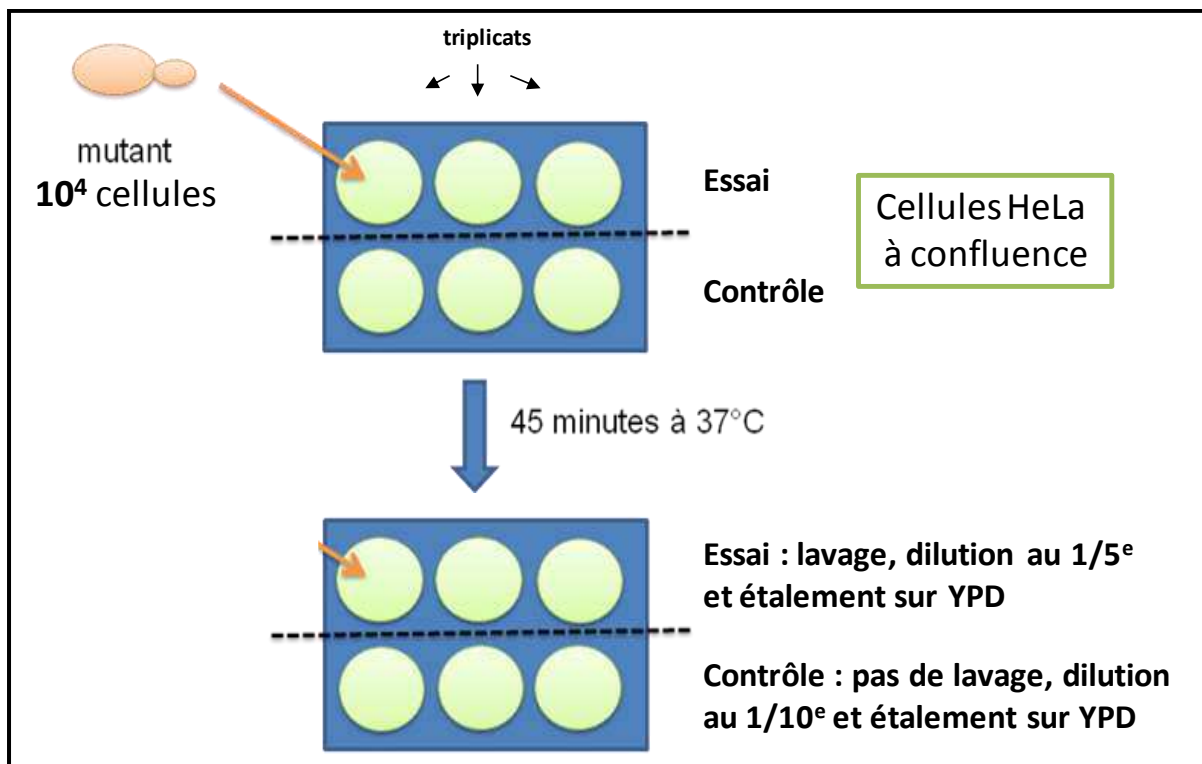 triplicats
mutant
10⁴ cellules
Essai
Contrôle
Cellules HeLa
à confluence
45 minutes à 37°C
Essai : lavage, dilution au 1/5ᵉ
et étalement sur YPD
Contrôle : pas de lavage, dilution
au 1/10ᵉ et étalement sur YPD